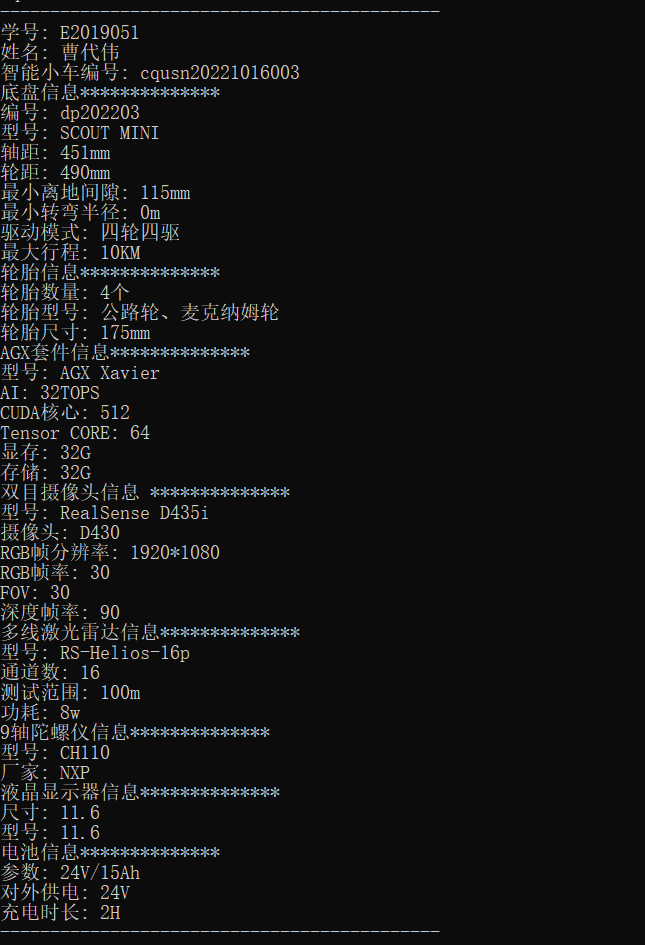 --------------------------------------------
学号: E2019051
姓名: 曹代伟
智能小车编号: cqusn20221016003
底盘信息**************
编号: dp202203
型号: SCOUT MINI
轴距: 451mm
轮距: 490mm
最小离地间隙: 115mm
最小转弯半径: 0m
驱动模式: 四轮四驱
最大行程: 10KM
轮胎信息**************
轮胎数量: 4个
轮胎型号: 公路轮、麦克纳姆轮
轮胎尺寸: 175mm
AGX套件信息**************
型号: AGX Xavier
AI: 32TOPS
CUDA核心: 512
Tensor CORE: 64
显存: 32G
存储: 32G
双目摄像头信息 **************
型号: RealSense D435i
摄像头: D430
RGB帧分辨率: 1920*1080
RGB帧率: 30
FOV: 30
深度帧率: 90
多线激光雷达信息**************
型号: RS-Helios-16p
通道数: 16
测试范围: 100m
功耗: 8w
9轴陀螺仪信息**************
型号: CH110
厂家: NXP
液晶显示器信息**************
尺寸: 11.6
型号: 11.6
电池信息**************
参数: 24V/15Ah
对外供电: 24V
充电时长: 2H
--------------------------------------------